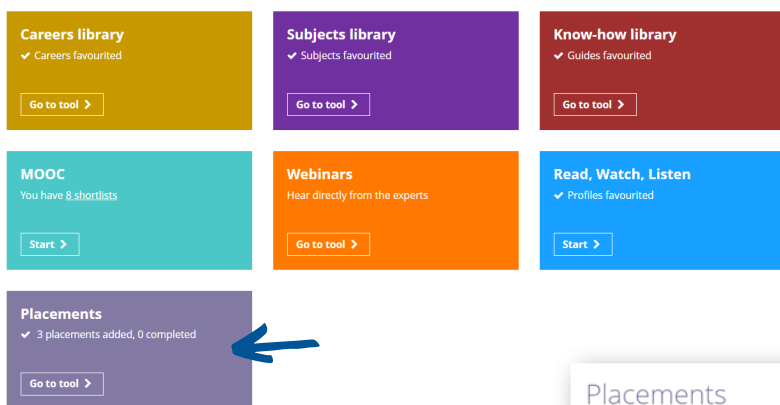 Careers library
✓ Careers favourited
Go to tool >
Subjects library
✓ Subjects favourited
Go to tool >
Know-how library
✓ Guides favourited
Go to tool >
MOOC
You have 8 shortlists
Start >
Webinars
Hear directly from the experts
Go to tool >
Read, Watch, Listen
✓ Profiles favourited
Start >
Placements
✓ 3 placements added, 0 completed
Go to tool >
Placements